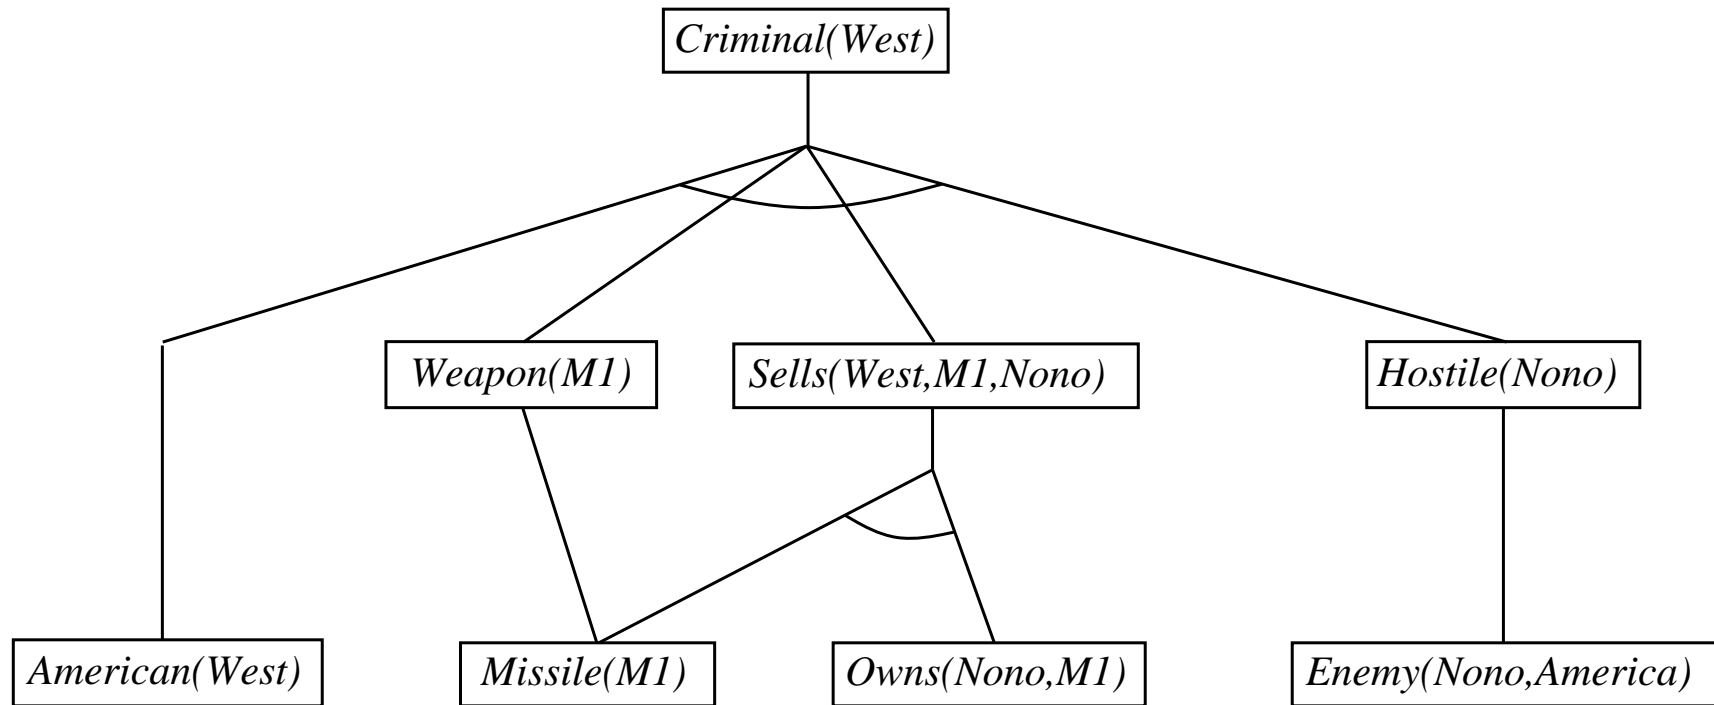 Criminal(West)
Weapon(M1)
Sells(West,M1,Nono)
Hostile(Nono)
American(West)
Missile(M1)
Owns(Nono,M1)
Enemy(Nono,America)